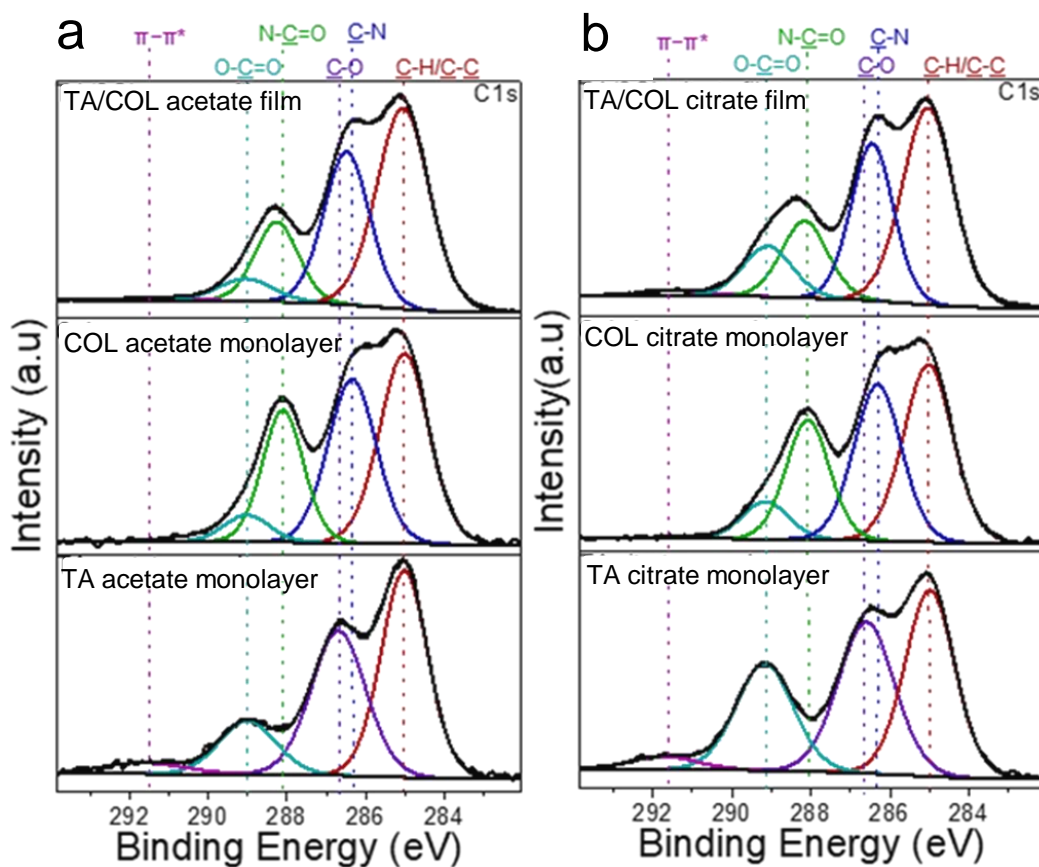 a
π-π*
N-C=O
C-N
O-C=O
C-O
C-H/C-C
C1s
TA/COL acetate film
COL acetate monolayer
TA acetate monolayer
Intensity (a.u)
292
290
288
286
284
Binding Energy (eV)
b
π-π*
N-C=O
C-N
O-C=O
C-O
C-H/C-C
C1s
TA/COL citrate film
COL citrate monolayer
TA citrate monolayer
Intensity(a.u)
292
290
288
286
284
Binding Energy (eV)